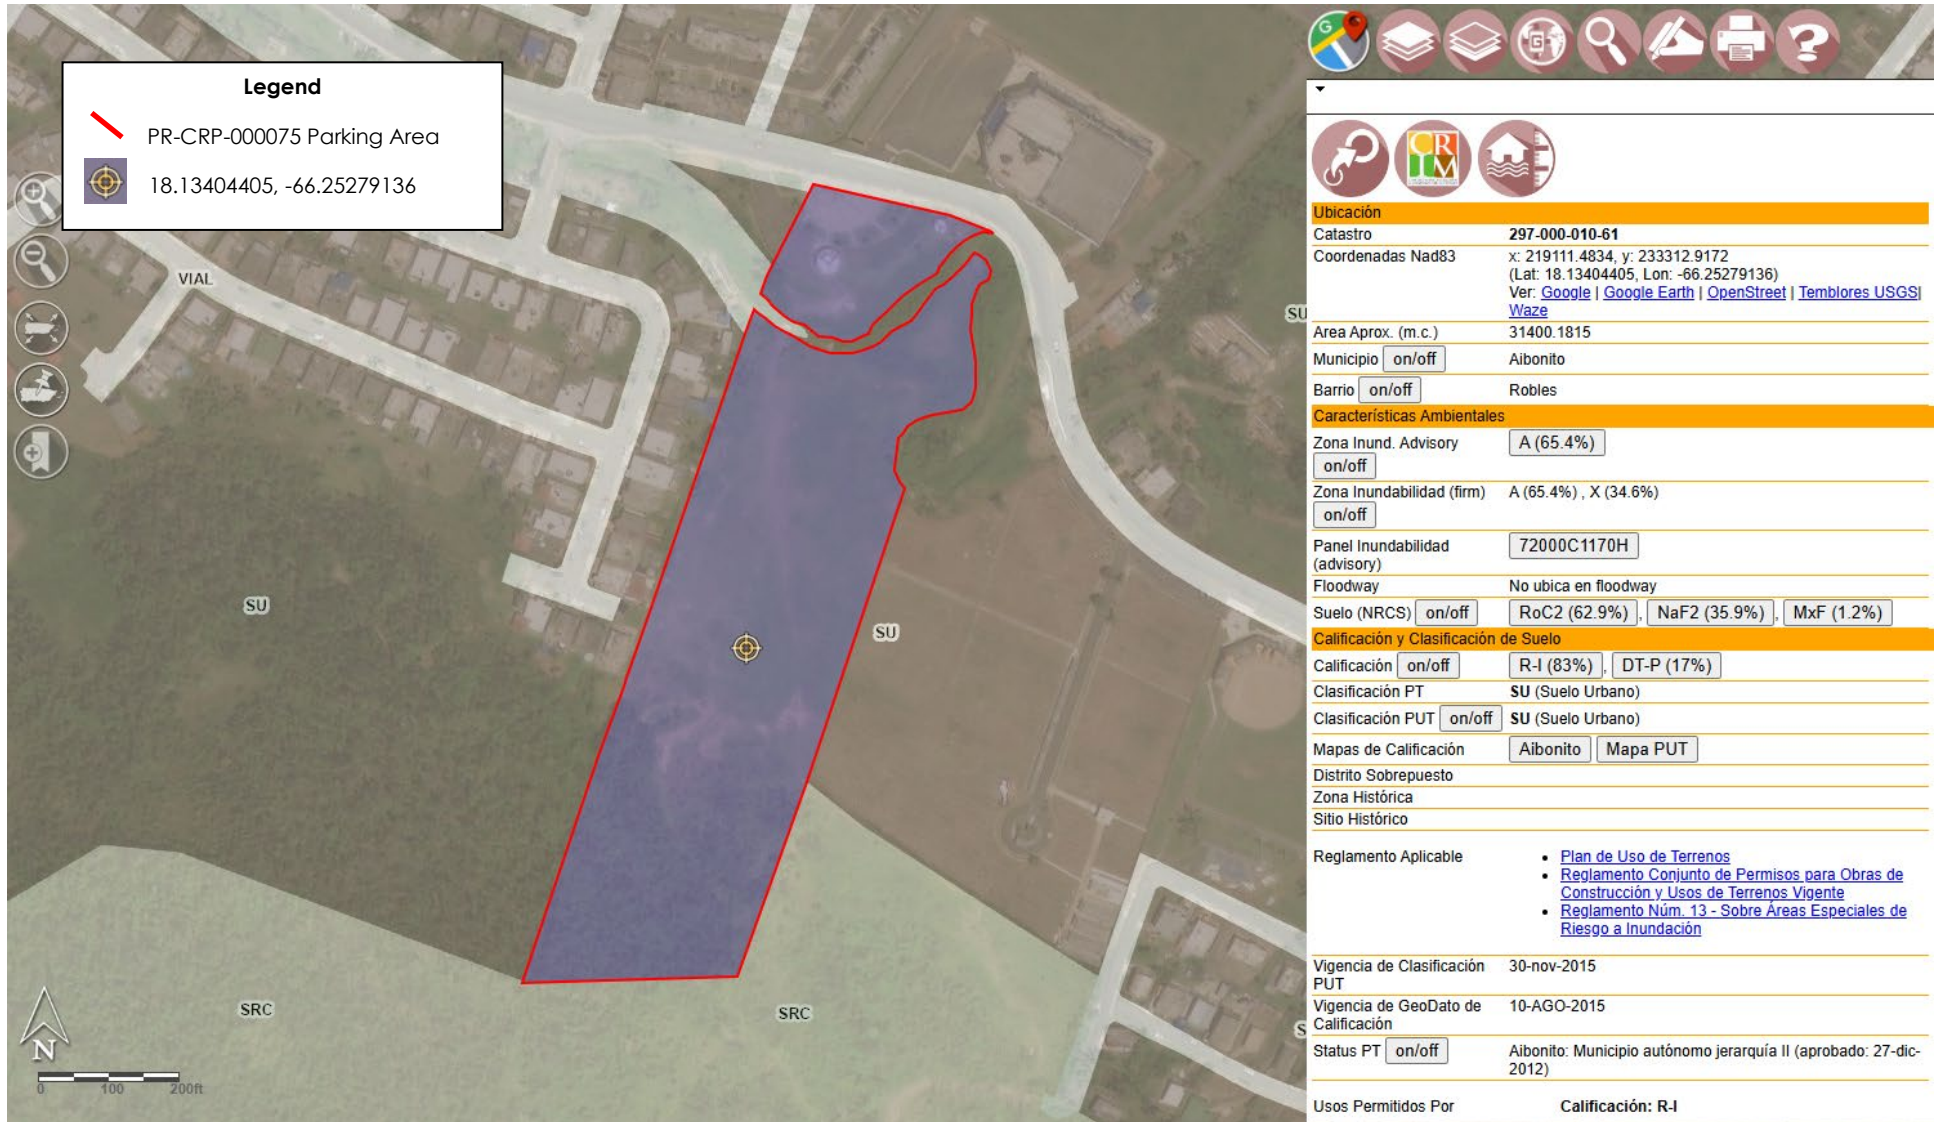 Legend
PR-CRP-000075 Parking Area
18.13404405, -66.25279136
VIAL
SU
SU
SU
SRC
SRC
S
N
0 100 200ft
G
G
CR
IM
Ubicación
Catastro 297-000-010-61
Coordenadas Nad83 x: 219111.4834, y: 233312.9172
(Lat: 18.13404405, Lon: -66.25279136)
Ver: Google | Google Earth | OpenStreet | Temblores USGS|
Waze
Area Aprox. (m.c.) 31400.1815
Municipio on/off Aibonito
Barrio on/off Robles
Características Ambientales
Zona Inund. Advisory A (65.4%)
on/off
Zona Inundabilidad (firm) A (65.4%) , X (34.6%)
on/off
Panel Inundabilidad 72000C1170H
(advisory)
Floodway No ubica en floodway
Suelo (NRCS) on/off RoC2 (62.9%) , NaF2 (35.9%) , MxF (1.2%)
Calificación y Clasificación de Suelo
Calificación on/off R-I (83%) , DT-P (17%)
Clasificación PT SU (Suelo Urbano)
Clasificación PUT on/off SU (Suelo Urbano)
Mapas de Calificación Aibonito Mapa PUT
Distrito Sobrepuesto
Zona Histórica
Sitio Histórico
Reglamento Aplicable • Plan de Uso de Terrenos
• Reglamento Conjunto de Permisos para Obras de
Construcción y Usos de Terrenos Vigente
• Reglamento Núm. 13 - Sobre Áreas Especiales de
Riesgo a Inundación
Vigencia de Clasificación 30-nov-2015
PUT
Vigencia de GeoDato de 10-AGO-2015
Calificación
Status PT on/off Aibonito: Municipio autónomo jerarquía II (aprobado: 27-dic-
2012)
Usos Permitidos Por Calificación: R-I